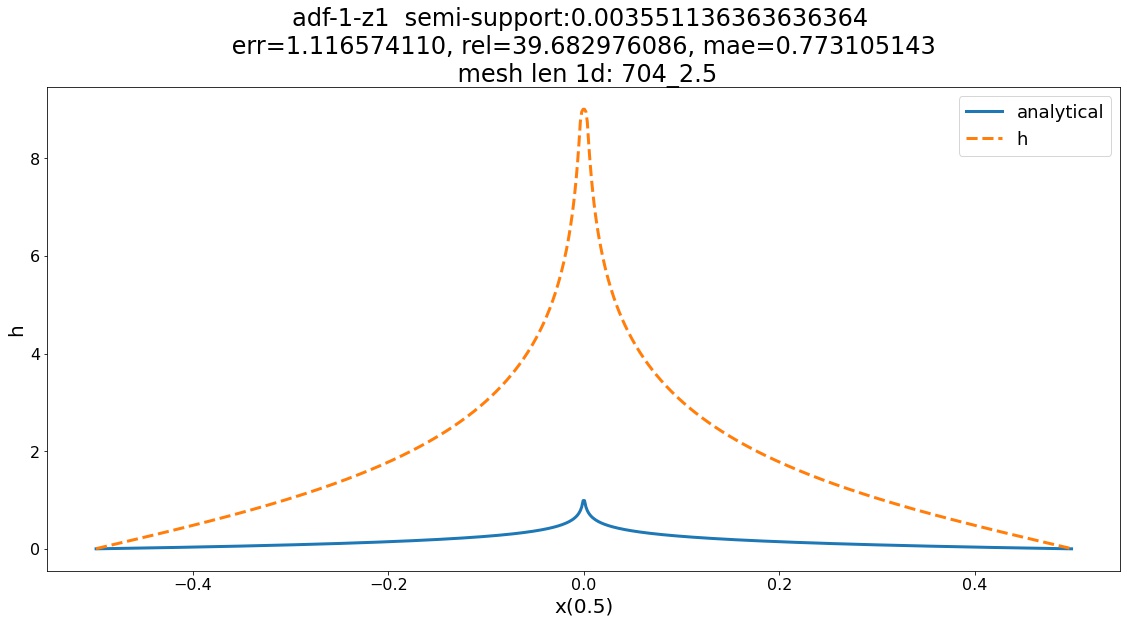 adf-1-z1  semi-support:0.003551136363636364
err=1.116574110, rel=39.682976086, mae=0.773105143
mesh len 1d: 704_2.5
analytical
h
8
6
4
2
0
h
−0.4
−0.2
0.0
0.2
0.4
x(0.5)